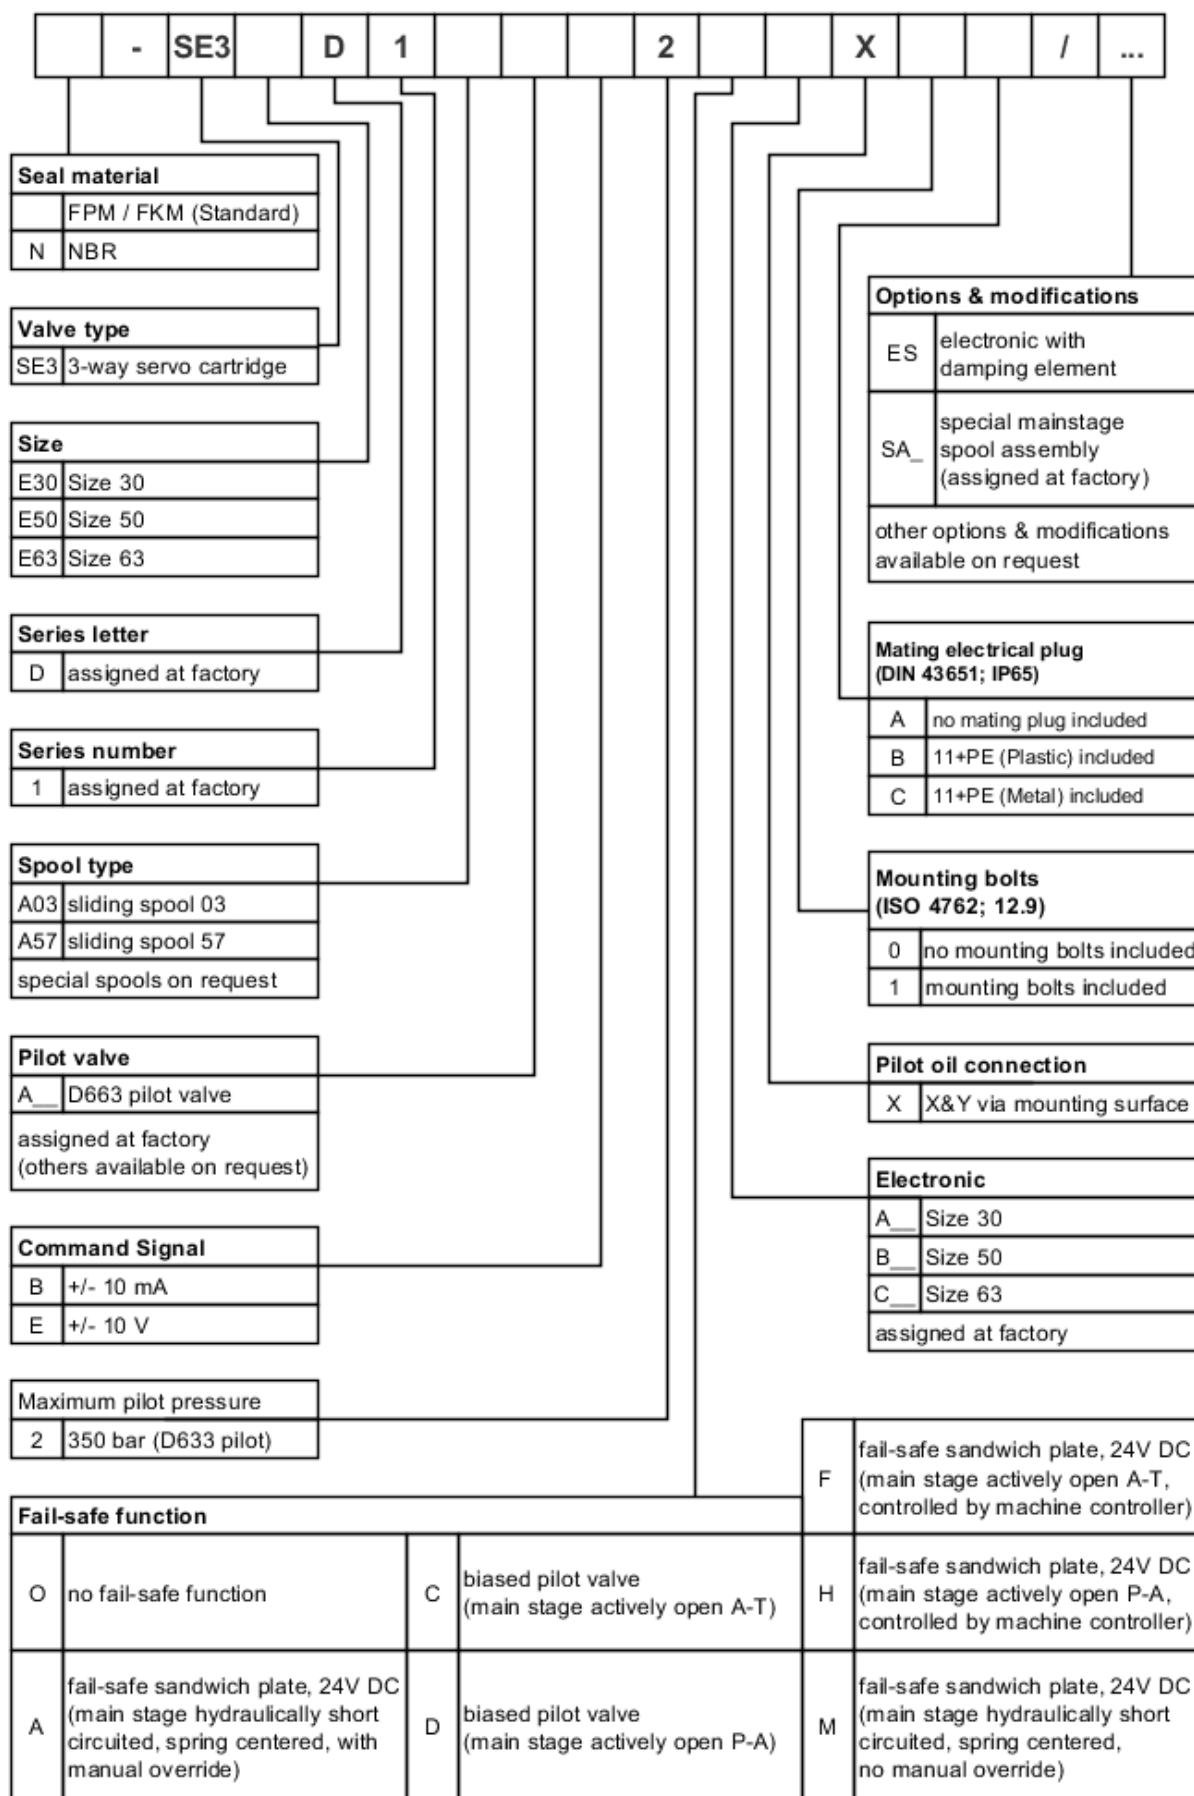 - SE3 D 1 2 X / ...
Seal material
FPM / FKM (Standard)
N NBR
Valve type
SE3 3-way servo cartridge
Size
E30 Size 30
E50 Size 50
E63 Size 63
Series letter
D assigned at factory
Series number
1 assigned at factory
Spool type
A03 sliding spool 03
A57 sliding spool 57
special spools on request
Pilot valve
A__ D663 pilot valve
assigned at factory
(others available on request)
Command Signal
B +/- 10 mA
E +/- 10 V
Maximum pilot pressure
2 350 bar (D633 pilot)
Options & modifications
ES electronic with
damping element
SA_ special mainstage
spool assembly
(assigned at factory)
other options & modifications
available on request
Mating electrical plug
(DIN 43651; IP65)
A no mating plug included
B 11+PE (Plastic) included
C 11+PE (Metal) included
Mounting bolts
(ISO 4762; 12.9)
0 no mounting bolts included
1 mounting bolts included
Pilot oil connection
X X&Y via mounting surface
Electronic
A__ Size 30
B__ Size 50
C__ Size 63
assigned at factory
Fail-safe function
O no fail-safe function
A fail-safe sandwich plate, 24V DC
(main stage hydraulically short
circuited, spring centered, with
manual override)
C biased pilot valve
(main stage actively open A-T)
D biased pilot valve
(main stage actively open P-A)
F fail-safe sandwich plate, 24V DC
(main stage actively open A-T,
controlled by machine controller)
H fail-safe sandwich plate, 24V DC
(main stage actively open P-A,
controlled by machine controller)
M fail-safe sandwich plate, 24V DC
(main stage hydraulically short
circuited, spring centered,
no manual override)